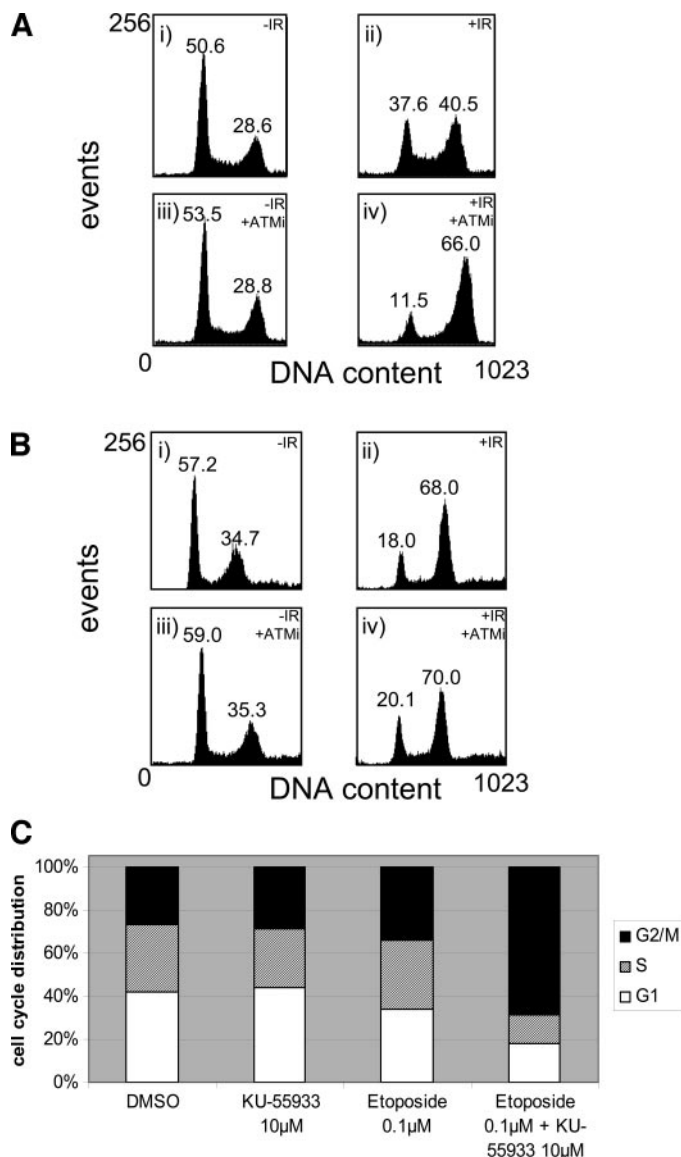 A
256
i)
-IR
50.6
28.6
ii)
+IR
37.6
40.5
events
iii)
-IR
+ATMi
53.5
28.8
iv)
+IR
+ATMi
11.5
66.0
0
DNA content
1023
B
256
i)
-IR
57.2
34.7
ii)
+IR
18.0
68.0
events
iii)
-IR
+ATMi
59.0
35.3
iv)
+IR
+ATMi
20.1
70.0
0
DNA content
1023
C
cell cycle distribution
100%
80%
60%
40%
20%
0%
DMSO
KU-55933
10µM
Etoposide
0.1µM
Etoposide
0.1µM + KU-
55933 10µM
G2/M
S
G1